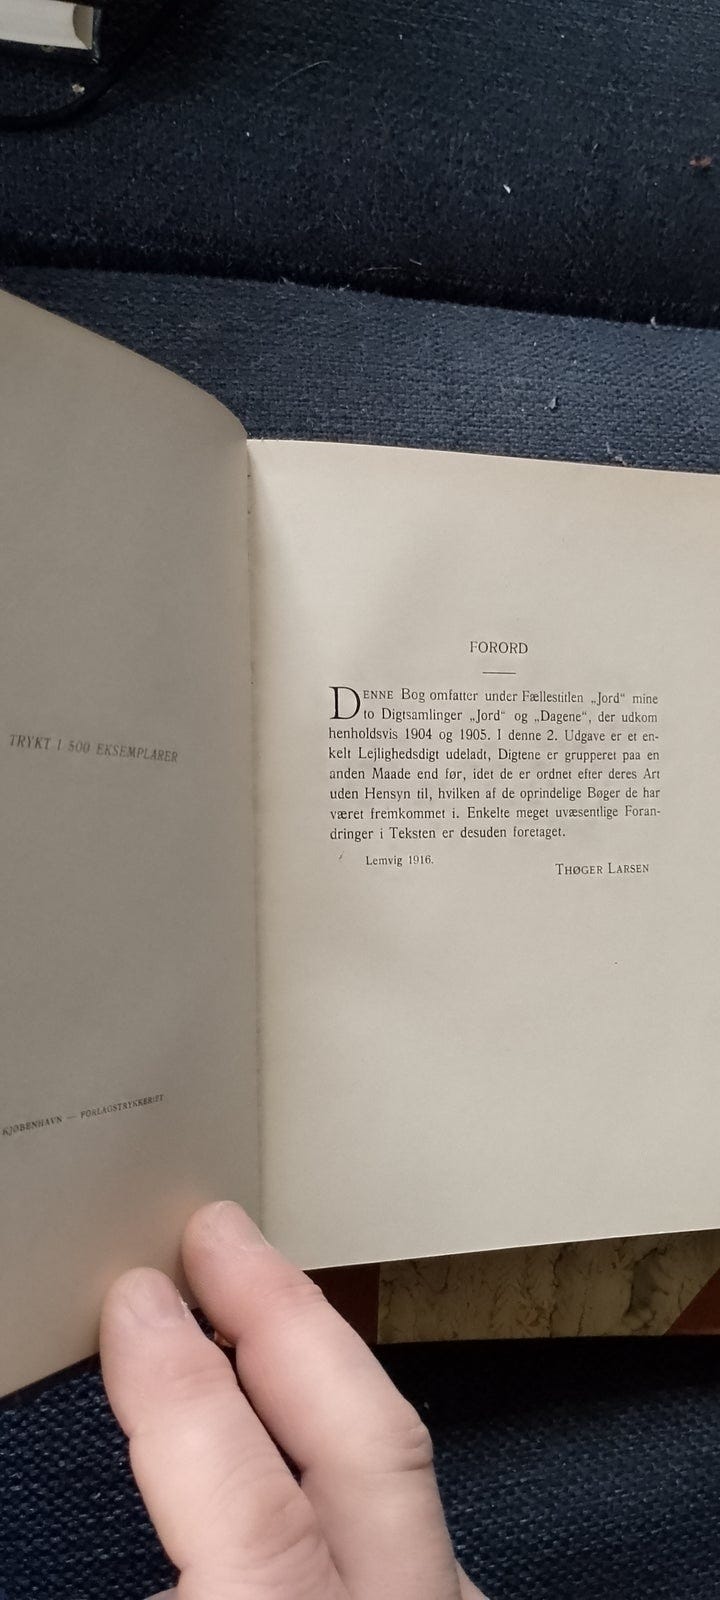 TRYKT I 500 EKSEMPLARER
KJØBENHAVN — FORLAGSTRYKKERIET
FORORD
DENNE Bog omfatter under Fællestitlen „Jord“ mine
to Digtsamlinger „Jord“ og „Dagene“, der udkom
henholdsvis 1904 og 1905. I denne 2. Udgave er et en-
kelt Lejlighedsdigt udeladt, Digtene er grupperet paa en
anden Maade end før, idet de er ordnet efter deres Art
uden Hensyn til, hvilken af de oprindelige Bøger de har
været fremkommet i. Enkelte meget uvæsentlige Foran-
dringer i Teksten er desuden foretaget.
Lemvig 1916.
THØGER LARSEN